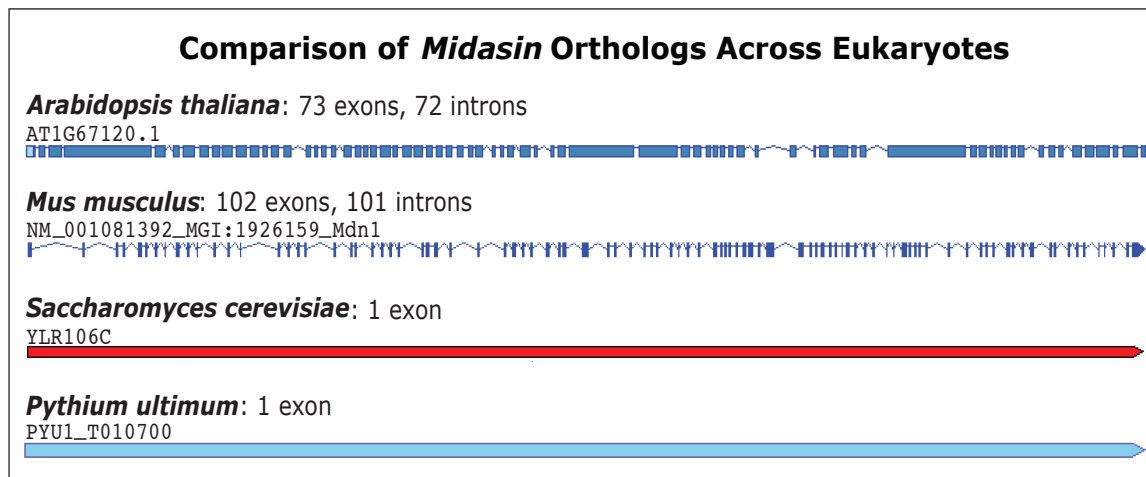 Comparison of Midasin Orthologs Across Eukaryotes
Arabidopsis thaliana: 73 exons, 72 introns
AT1G67120.1
Mus musculus: 102 exons, 101 introns
NM_001081392_MGI:1926159_Mdn1
Saccharomyces cerevisiae: 1 exon
YLR106C
Pythium ultimum: 1 exon
PYU1_T010700